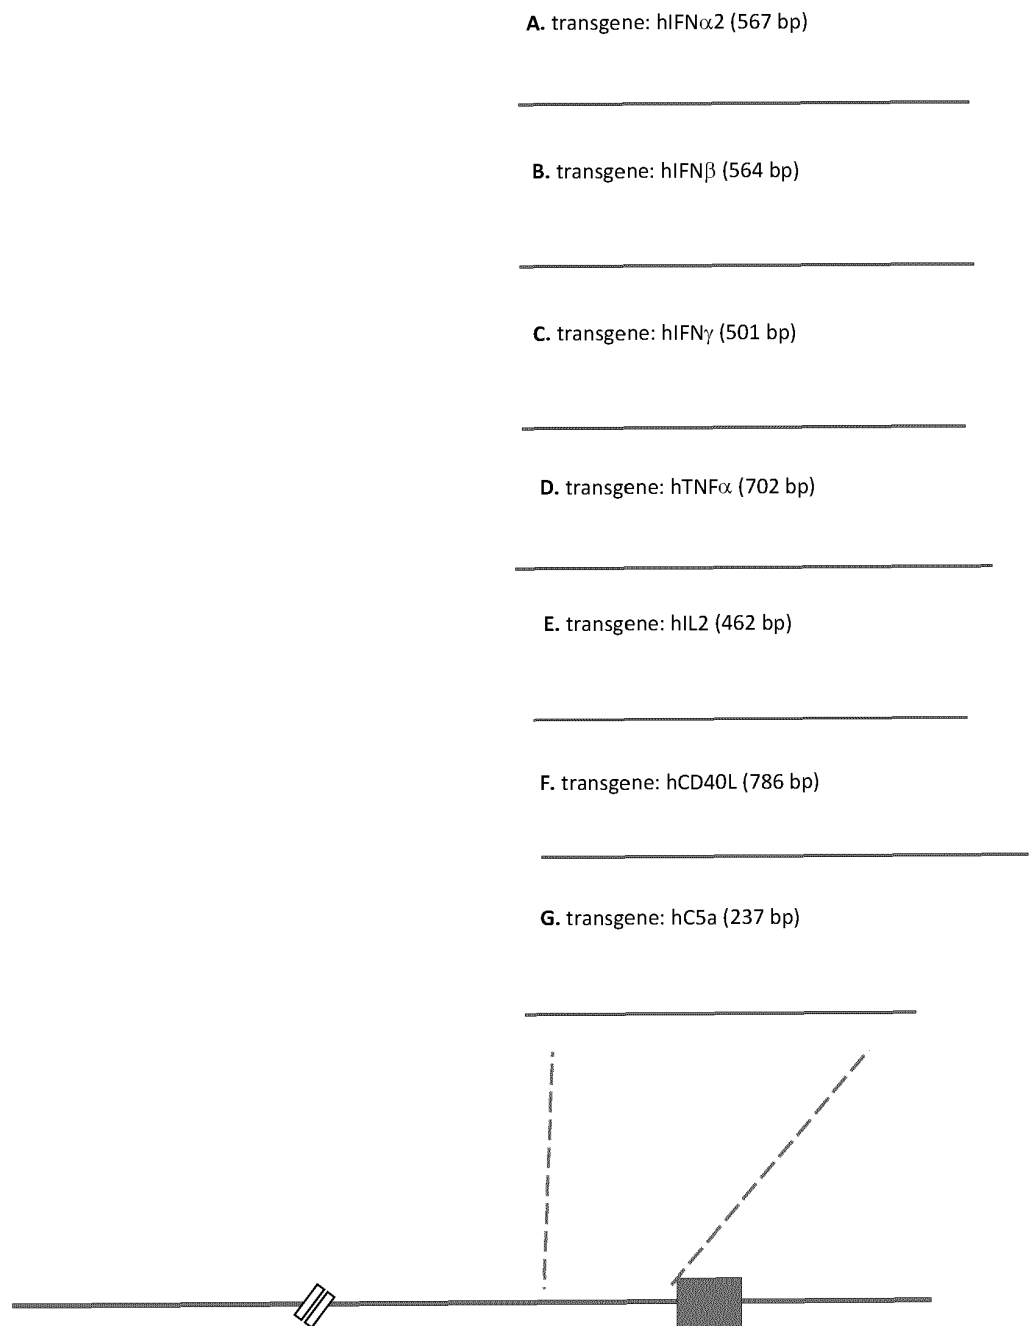 A. transgene: hIFNα2 (567 bp)
B. transgene: hIFNβ (564 bp)
C. transgene: hIFNγ (501 bp)
D. transgene: hTNFα (702 bp)
E. transgene: hIL2 (462 bp)
F. transgene: hCD40L (786 bp)
G. transgene: hC5a (237 bp)